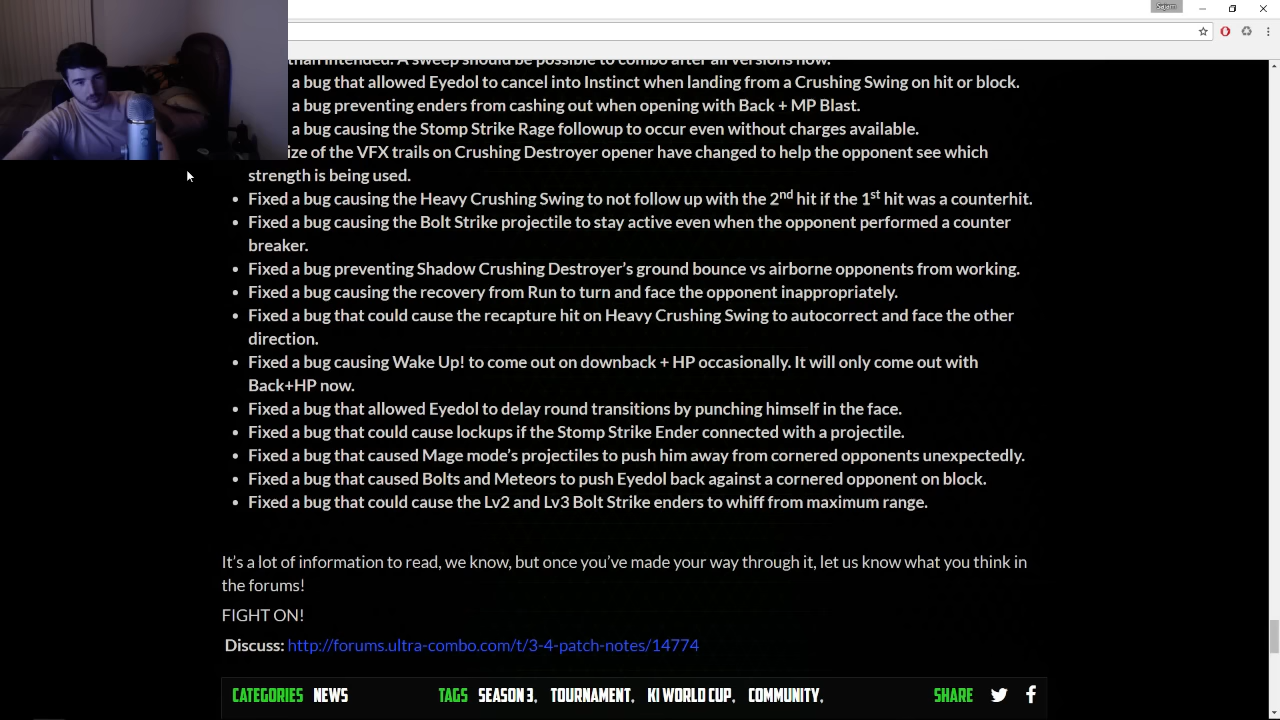 Sajam
than intended. A sweep should be possible to combo after all versions now.
a bug that allowed Eyedol to cancel into Instinct when landing from a Crushing Swing on hit or block.
a bug preventing enders from cashing out when opening with Back + MP Blast.
a bug causing the Stomp Strike Rage followup to occur even without charges available.
ize of the VFX trails on Crushing Destroyer opener have changed to help the opponent see which
strength is being used.
• Fixed a bug causing the Heavy Crushing Swing to not follow up with the 2nd hit if the 1st hit was a counterhit.
• Fixed a bug causing the Bolt Strike projectile to stay active even when the opponent performed a counter
breaker.
• Fixed a bug preventing Shadow Crushing Destroyer’s ground bounce vs airborne opponents from working.
• Fixed a bug causing the recovery from Run to turn and face the opponent inappropriately.
• Fixed a bug that could cause the recapture hit on Heavy Crushing Swing to autocorrect and face the other
direction.
• Fixed a bug causing Wake Up! to come out on downback + HP occasionally. It will only come out with
Back+HP now.
• Fixed a bug that allowed Eyedol to delay round transitions by punching himself in the face.
• Fixed a bug that could cause lockups if the Stomp Strike Ender connected with a projectile.
• Fixed a bug that caused Mage mode’s projectiles to push him away from cornered opponents unexpectedly.
• Fixed a bug that caused Bolts and Meteors to push Eyedol back against a cornered opponent on block.
• Fixed a bug that could cause the Lv2 and Lv3 Bolt Strike enders to whiff from maximum range.
It’s a lot of information to read, we know, but once you’ve made your way through it, let us know what you think in
the forums!
FIGHT ON!
Discuss: http://forums.ultra-combo.com/t/3-4-patch-notes/14774
CATEGORIES NEWS TAGS SEASON 3, TOURNAMENT, KI WORLD CUP, COMMUNITY, SHARE